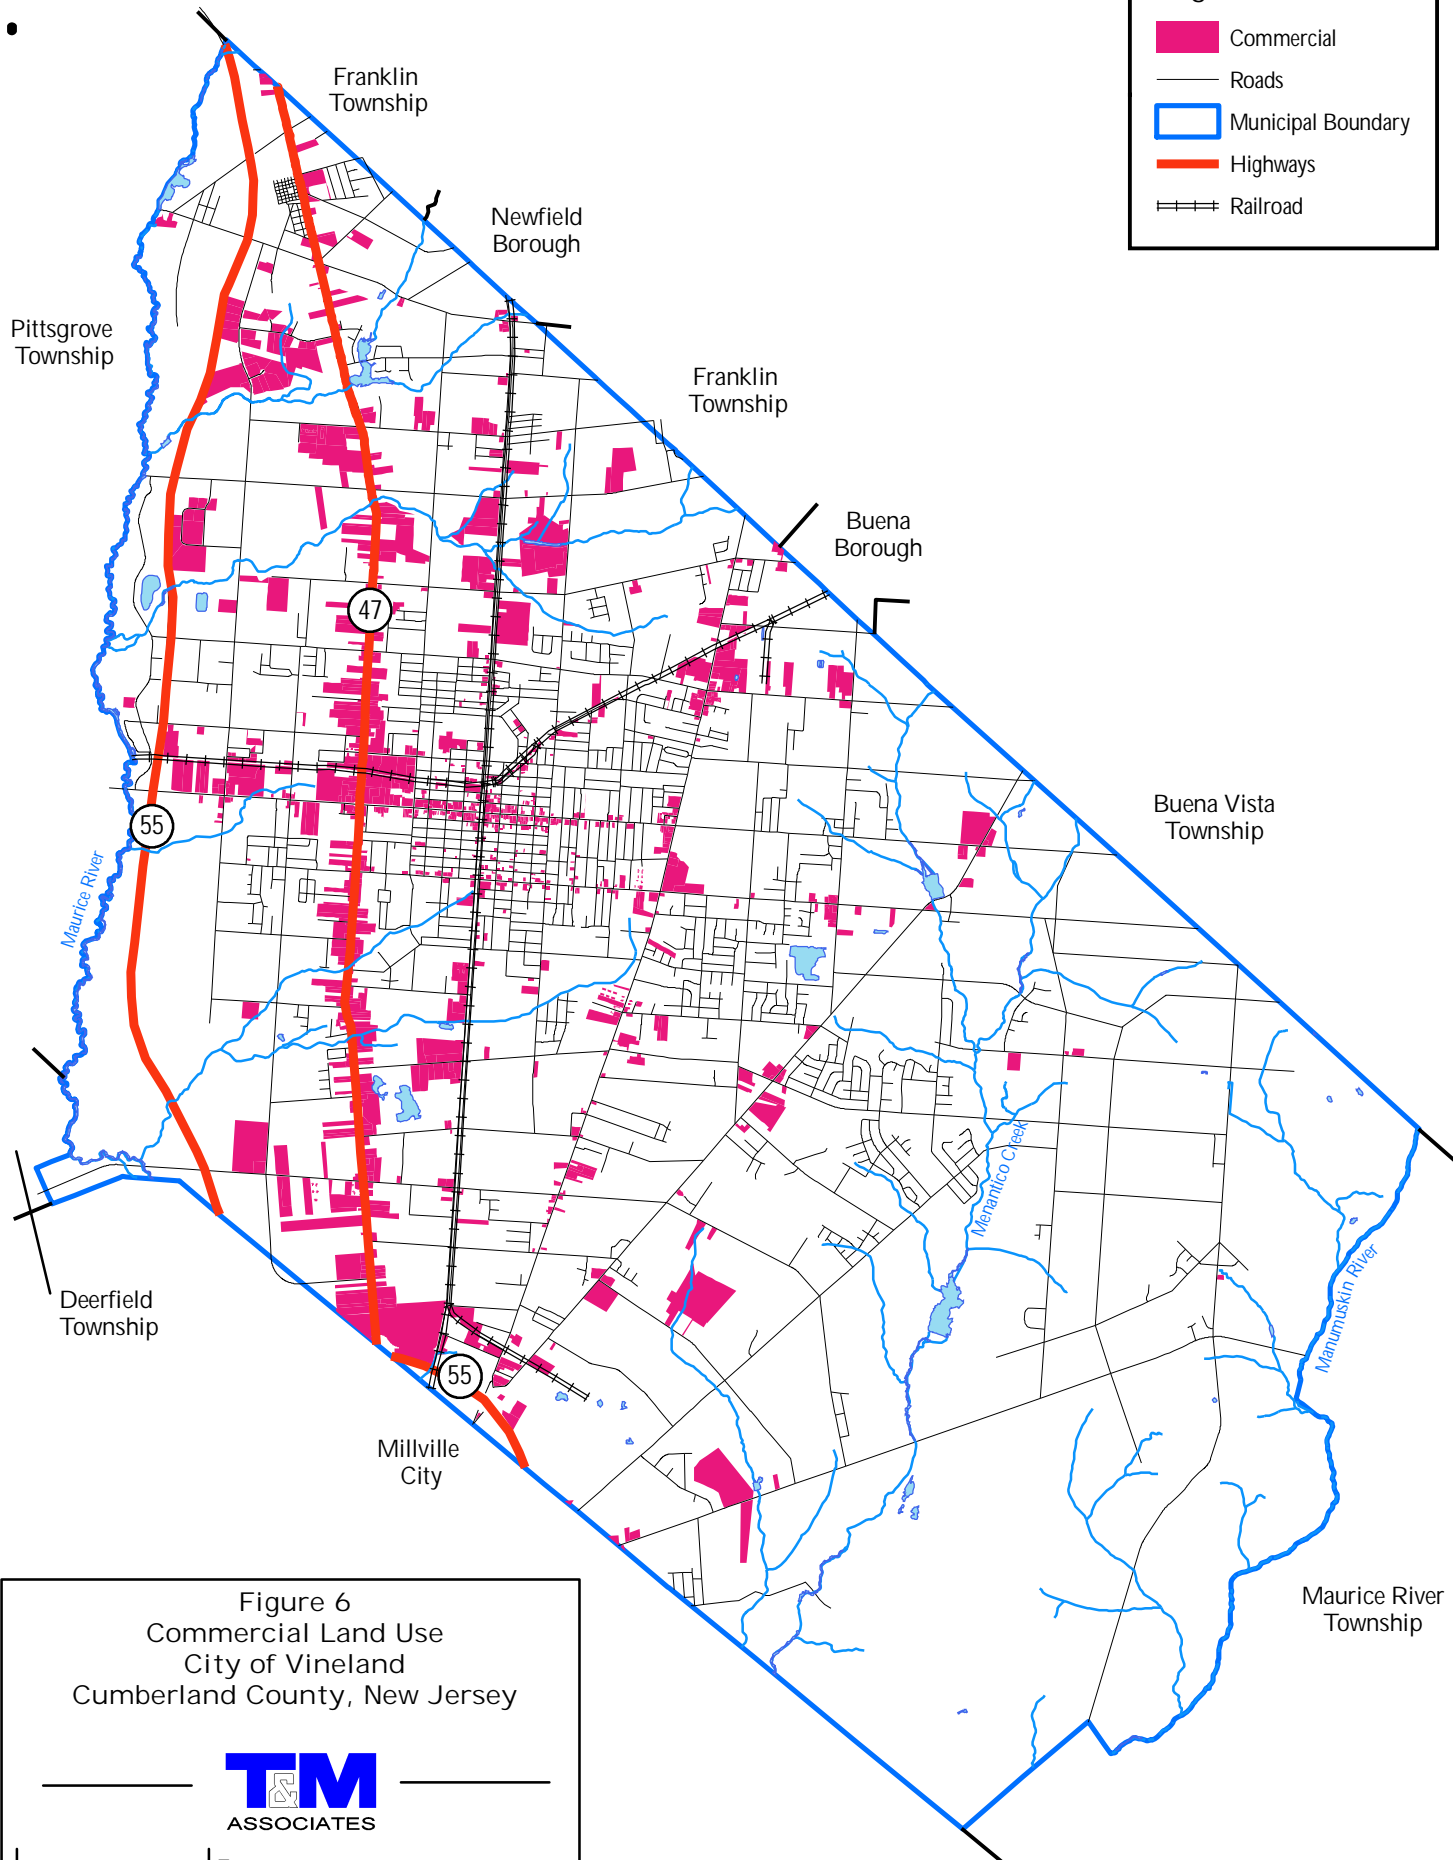 Commercial
Roads
Municipal Boundary
Highways
Railroad
Franklin
Township
Newfield
Borough
Pittsgrove
Township
Franklin
Township
Buena
Borough
47
Buena Vista
Township
55
Maurice River
Menantico Creek
Manumuskin River
Deerfield
Township
55
Millville
City
Maurice River
Township
Figure 6
Commercial Land Use
City of Vineland
Cumberland County, New Jersey
T&M
ASSOCIATES